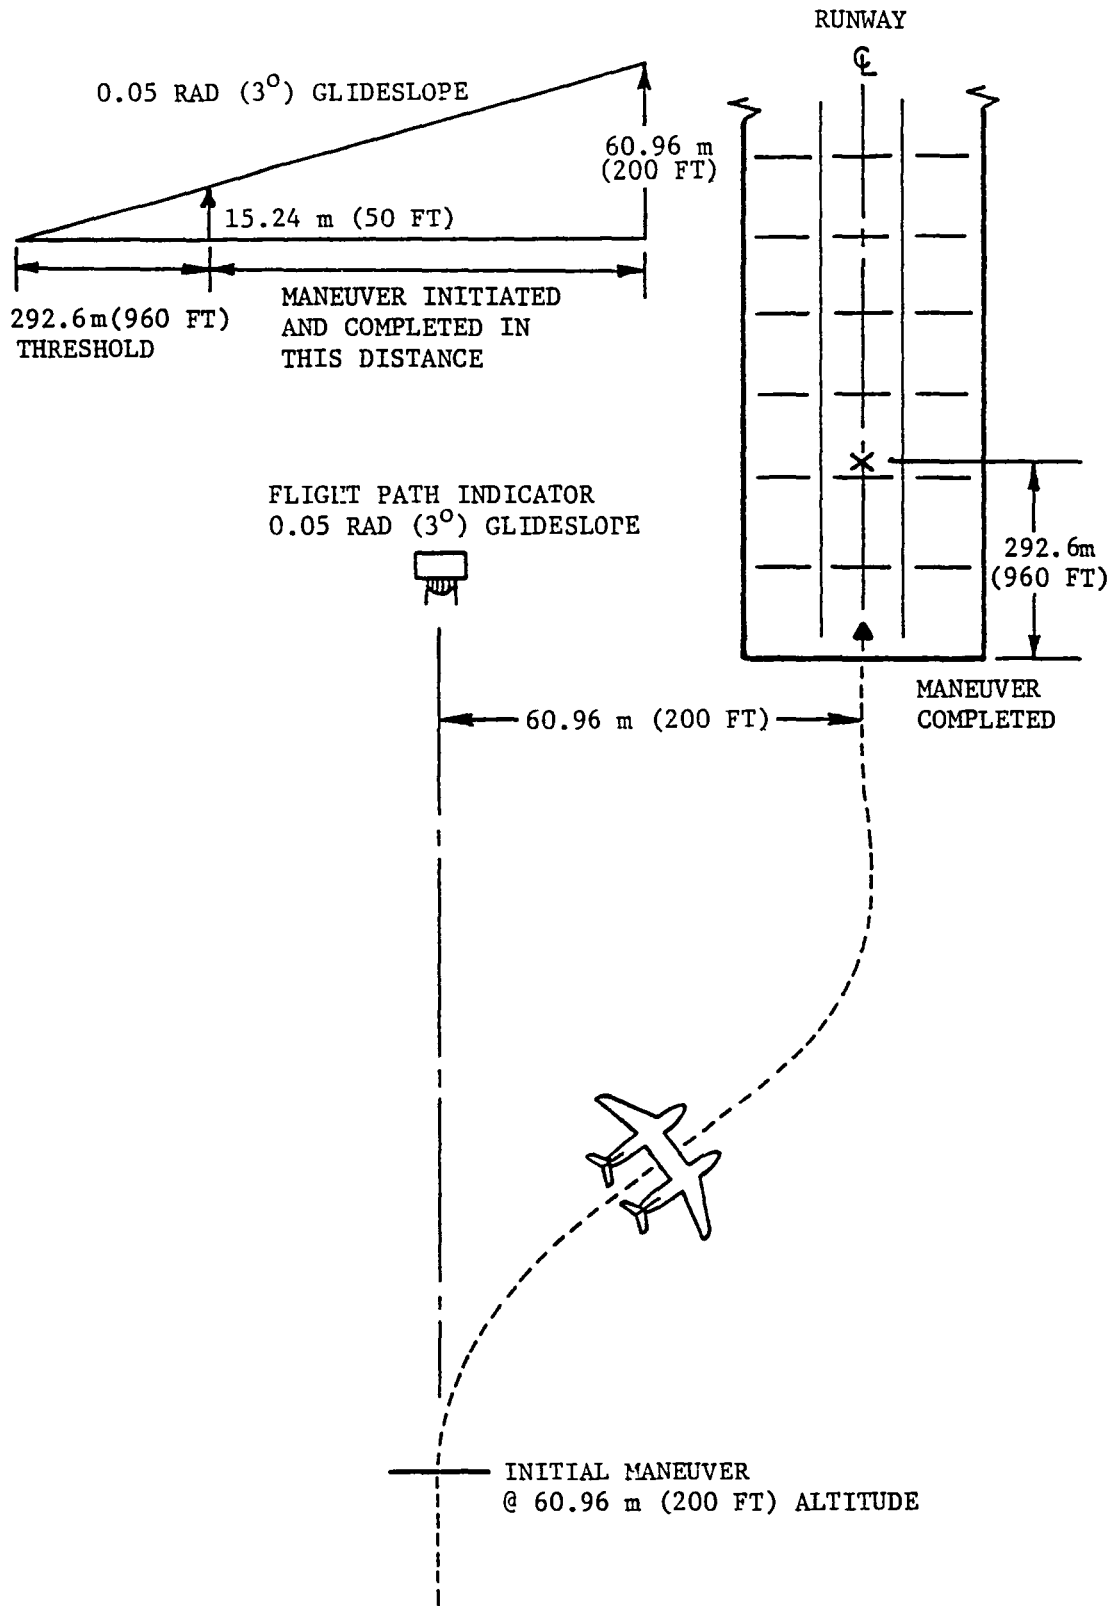 RUNWAY
℄
0.05 RAD (3°) GLIDESLOPE
60.96 m
(200 FT)
15.24 m (50 FT)
292.6m(960 FT)
THRESHOLD
MANEUVER INITIATED
AND COMPLETED IN
THIS DISTANCE
FLIGHT PATH INDICATOR
0.05 RAD (3°) GLIDESLOPE
292.6m
(960 FT)
MANEUVER
COMPLETED
60.96 m (200 FT)
INITIAL MANEUVER
@ 60.96 m (200 FT) ALTITUDE